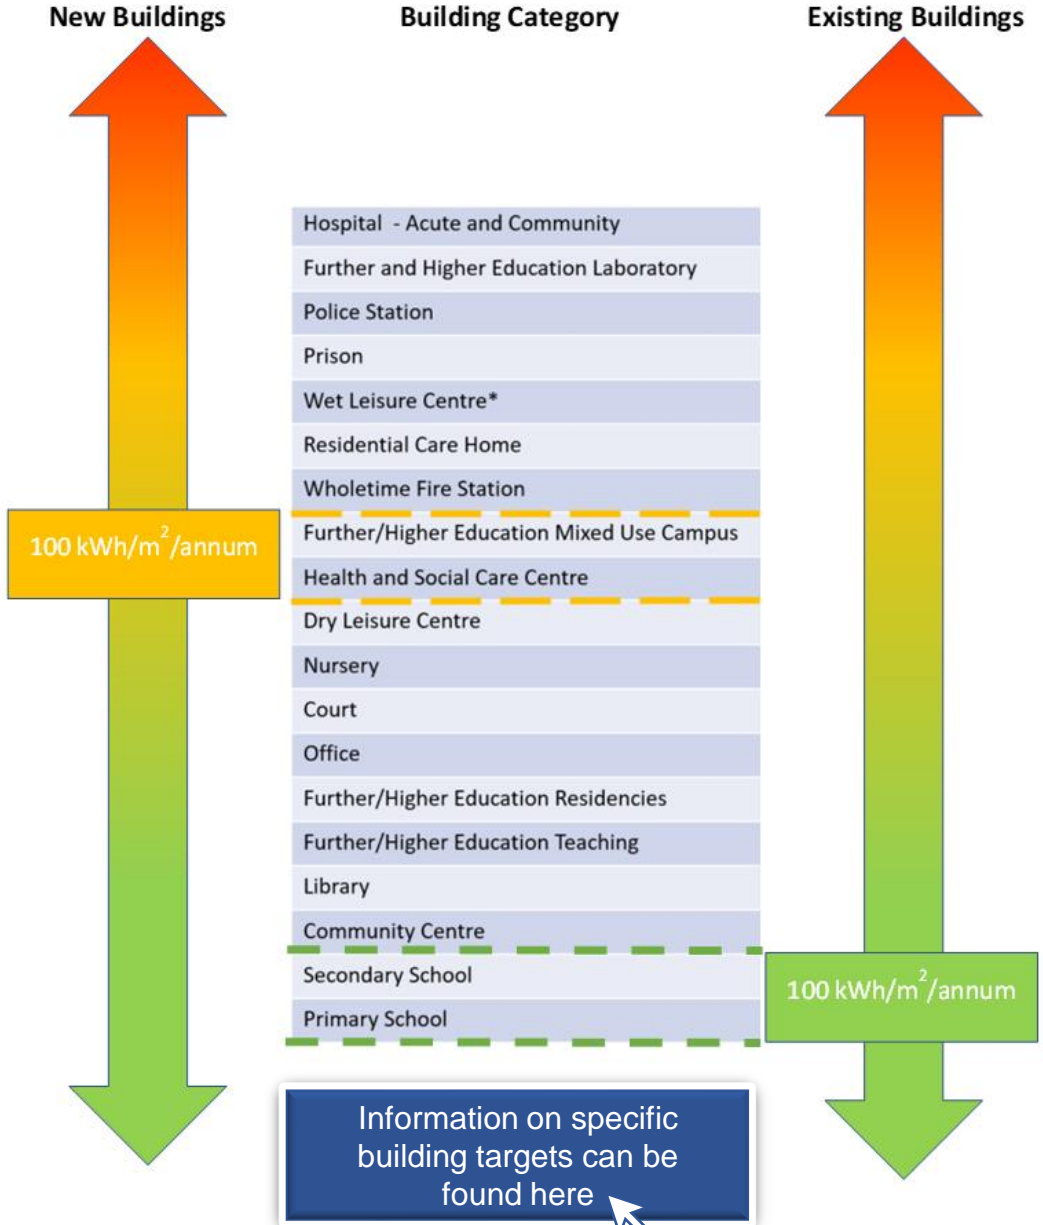 New Buildings
Building Category
Existing Buildings
Hospital - Acute and Community
Further and Higher Education Laboratory
Police Station
Prison
Wet Leisure Centre*
Residential Care Home
Wholetime Fire Station
Further/Higher Education Mixed Use Campus
100 kWh/m²/annum
Health and Social Care Centre
Dry Leisure Centre
Nursery
Court
Office
Further/Higher Education Residencies
Further/Higher Education Teaching
Library
Community Centre
Secondary School
100 kWh/m²/annum
Primary School
Information on specific
building targets can be
found here